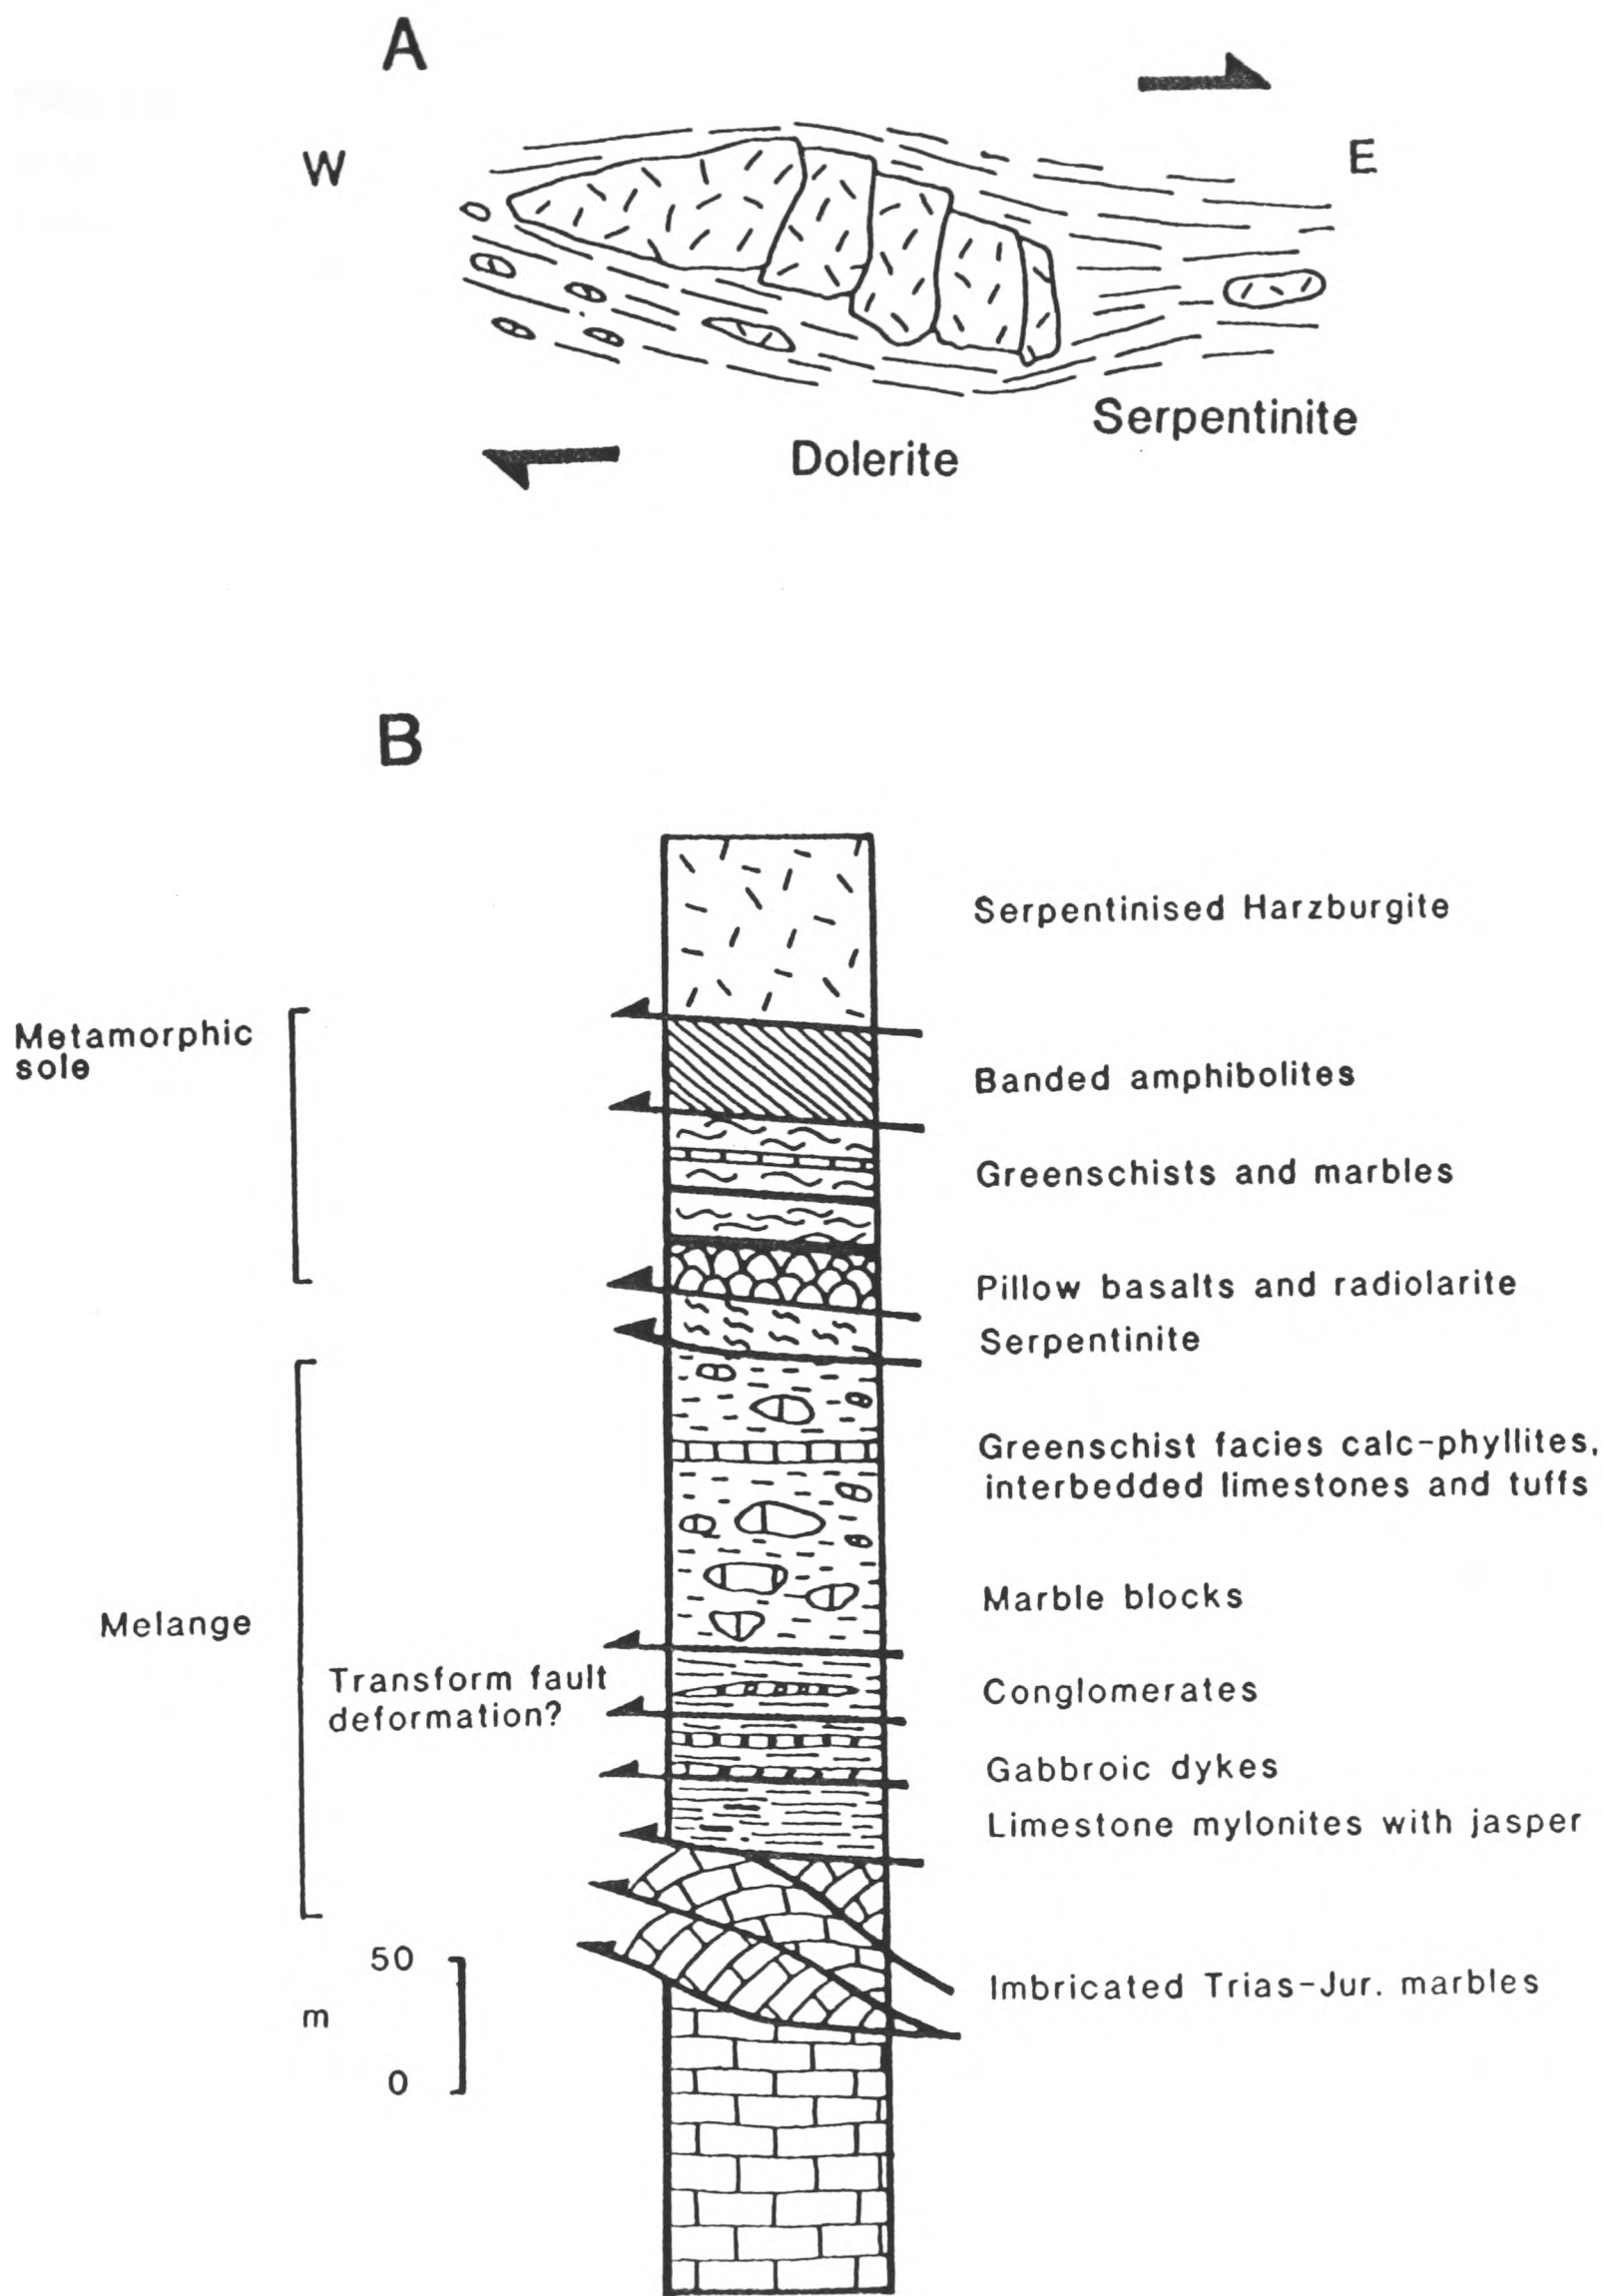 A
W
E
Serpentinite
Dolerite
B
Serpentinised Harzburgite
Metamorphic
sole
Banded amphibolites
Greenschists and marbles
Pillow basalts and radiolarite
Serpentinite
Greenschist facies calc-phyllites,
interbedded limestones and tuffs
Marble blocks
Melange
Transform fault
deformation?
Conglomerates
Gabbroic dykes
Limestone mylonites with jasper
50
m
0
Imbricated Trias-Jur. marbles